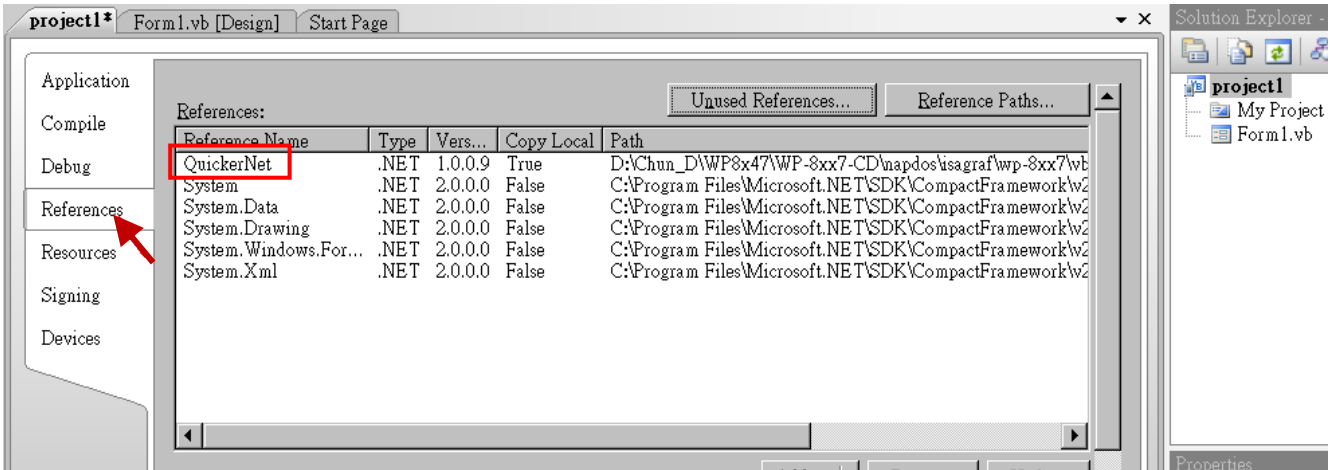 project1* Form1.vb [Design] Start Page
Solution Explorer -
Application
Compile
Debug
References
Resources
Signing
Devices
Unused References... Reference Paths...
References:
Reference Name Type Vers... Copy Local Path
QuickerNet .NET 1.0.0.9 True D:\Chun_D\WP8x47\WP-8xx7-CD\napdos\isagraf\wp-8xx7\vb
System .NET 2.0.0.0 False C:\Program Files\Microsoft.NET\SDK\CompactFramework\v2
System.Data .NET 2.0.0.0 False C:\Program Files\Microsoft.NET\SDK\CompactFramework\v2
System.Drawing .NET 2.0.0.0 False C:\Program Files\Microsoft.NET\SDK\CompactFramework\v2
System.Windows.For... .NET 2.0.0.0 False C:\Program Files\Microsoft.NET\SDK\CompactFramework\v2
System.Xml .NET 2.0.0.0 False C:\Program Files\Microsoft.NET\SDK\CompactFramework\v2
project1
My Project
Form1.vb
Properties